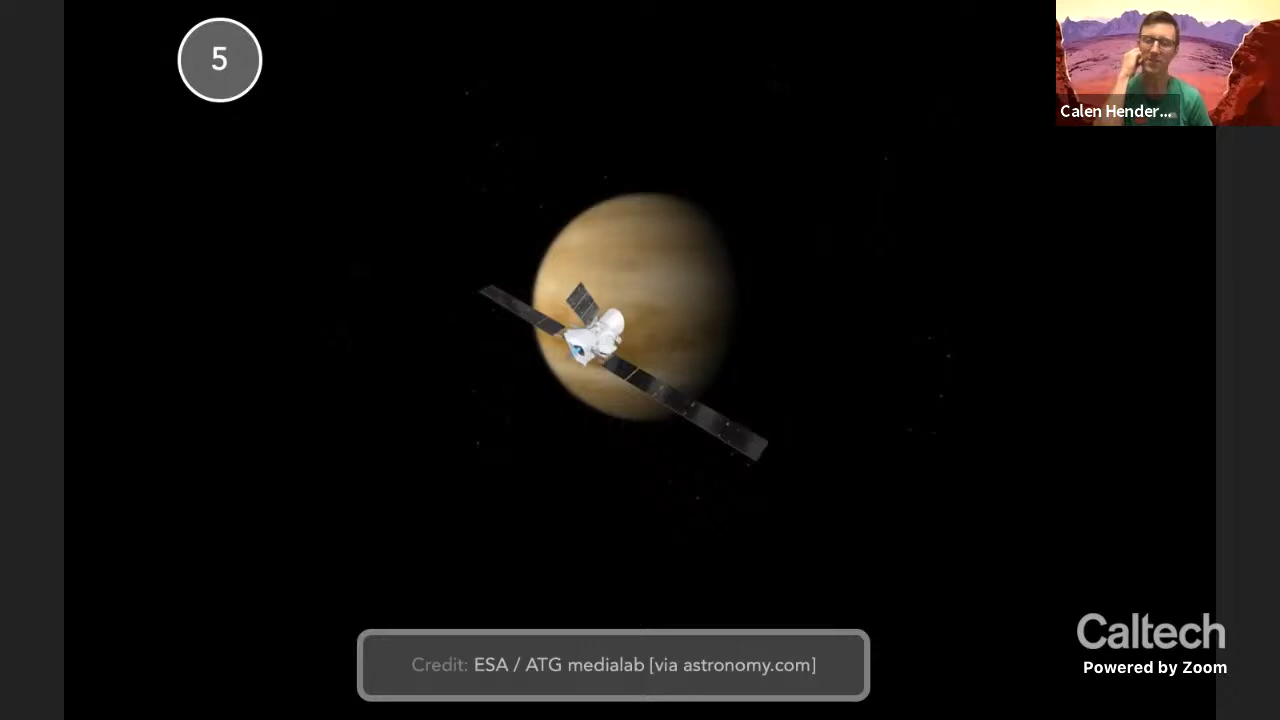 5
Calen Hender...
Credit: ESA / ATG medialab [via astronomy.com]
Caltech
Powered by Zoom